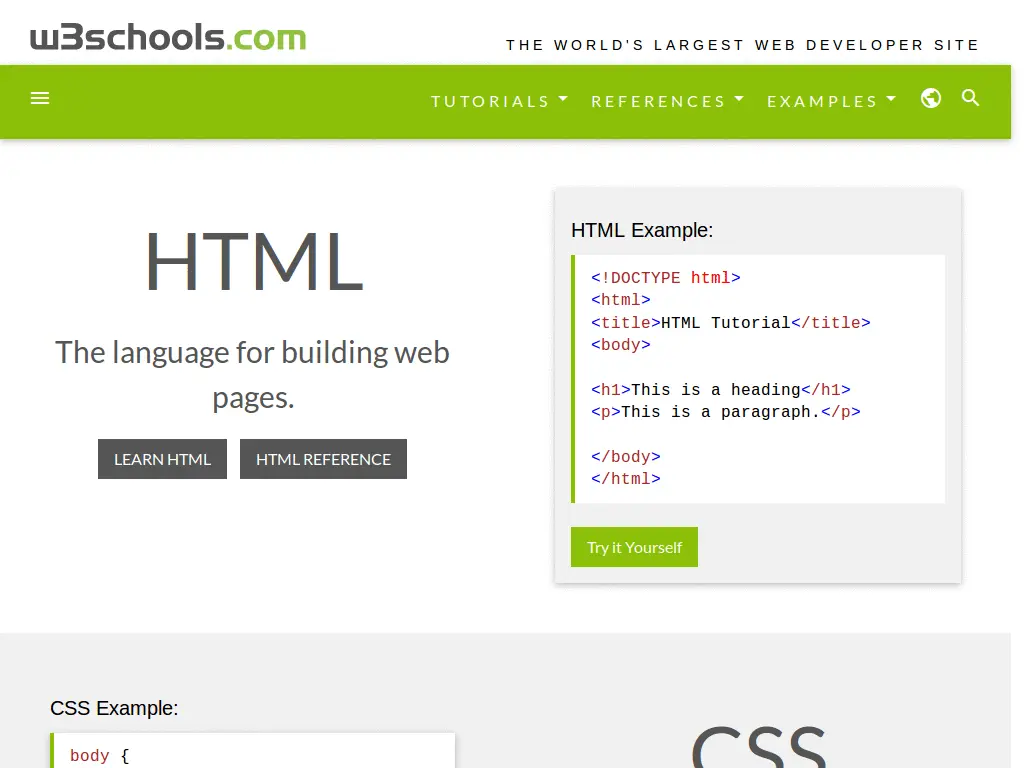 w3schools.com
THE WORLD'S LARGEST WEB DEVELOPER SITE
TUTORIALS REFERENCES EXAMPLES
HTML
The language for building web
pages.
LEARN HTML HTML REFERENCE
HTML Example:
<!DOCTYPE html>
<html>
<title>HTML Tutorial</title>
<body>
<h1>This is a heading</h1>
<p>This is a paragraph.</p>
</body>
</html>
Try it Yourself
CSS Example:
body {
CSS